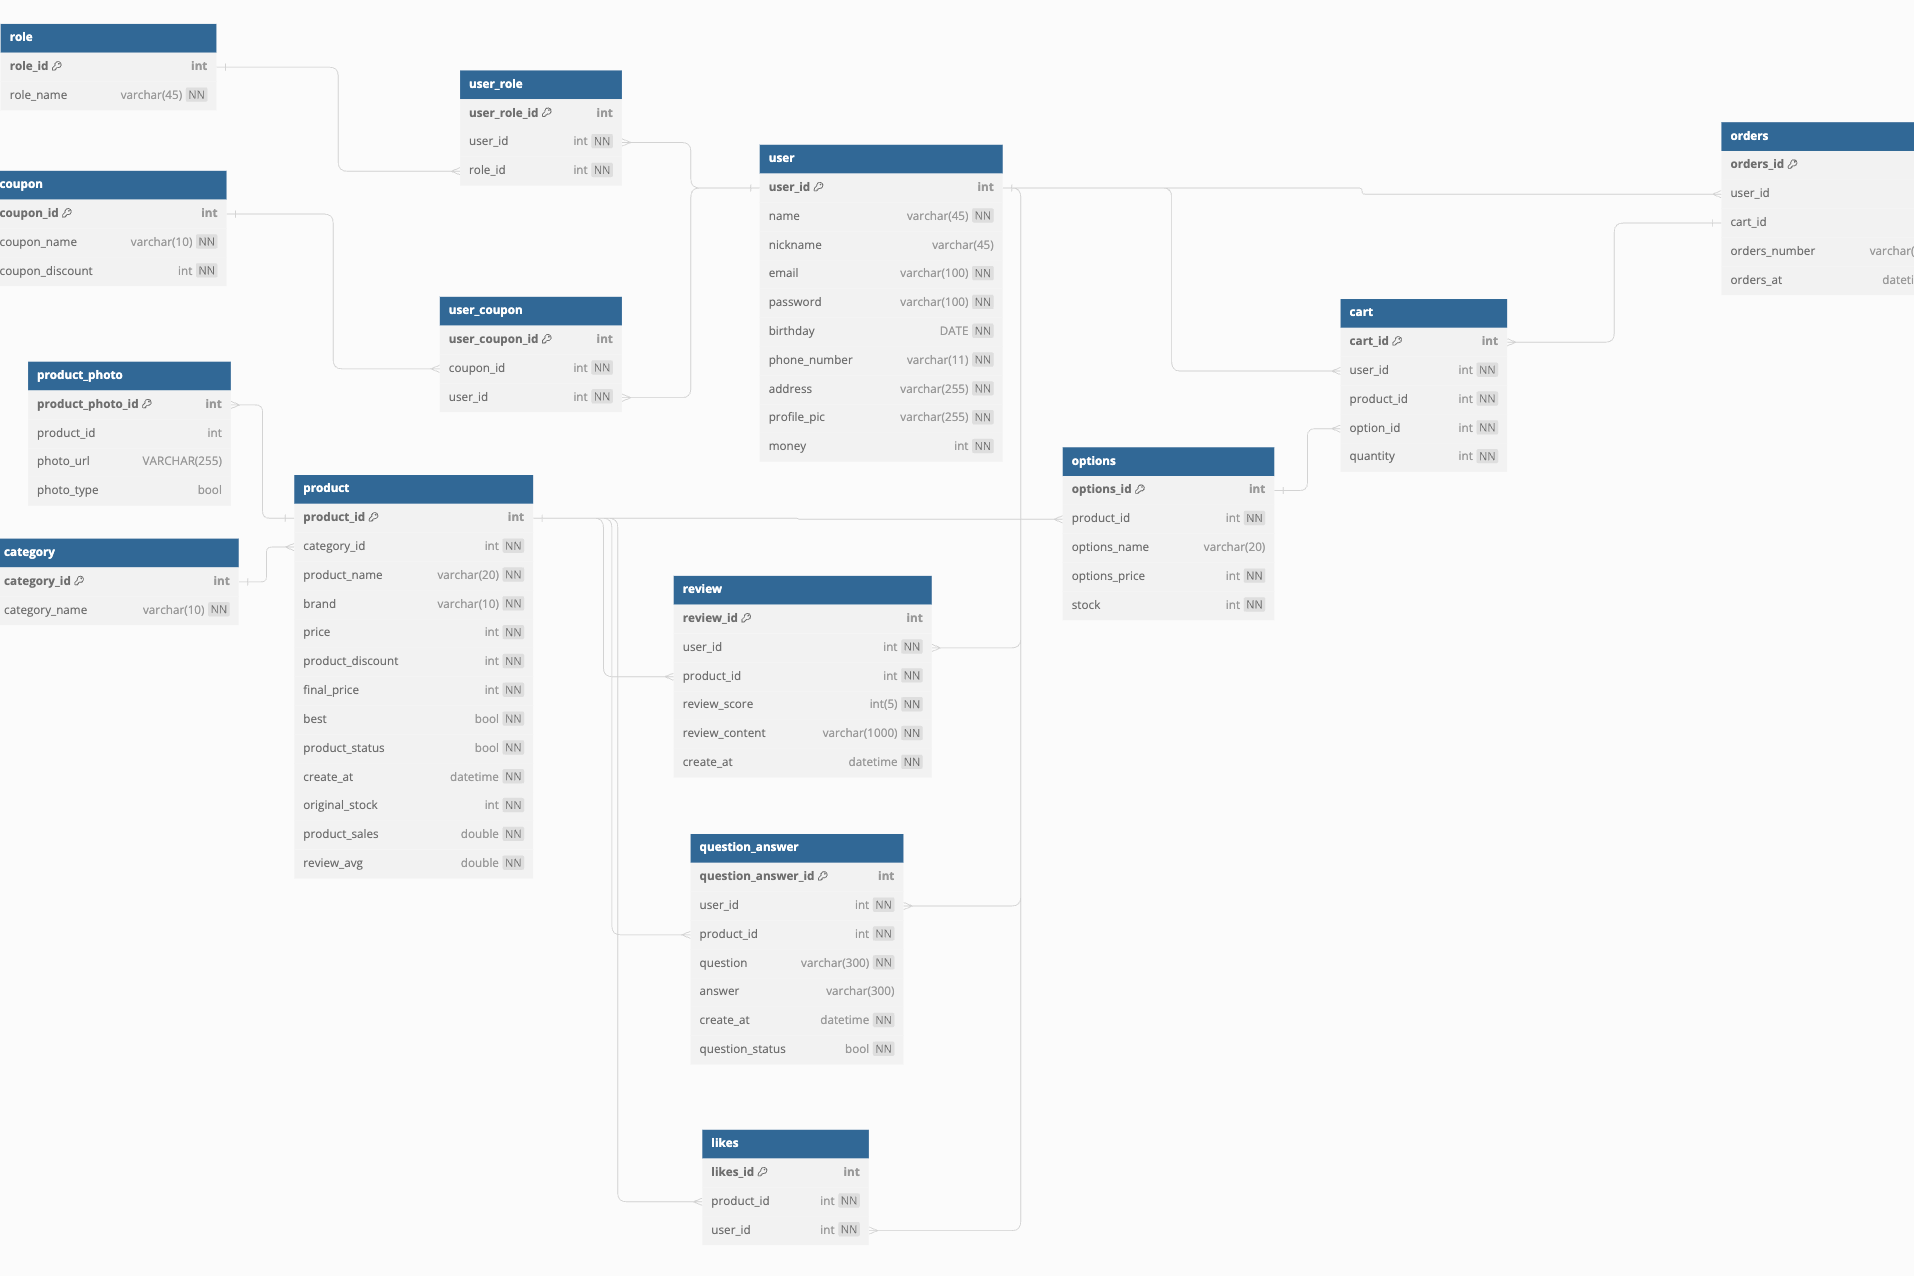 role
role_id int
role_name varchar(45) NN
coupon
coupon_id int
coupon_name varchar(10) NN
coupon_discount int NN
product_photo
product_photo_id int
product_id int
photo_url VARCHAR(255)
photo_type bool
category
category_id int
category_name varchar(10) NN
user_role
user_role_id int
user_id int NN
role_id int NN
user_coupon
user_coupon_id int
coupon_id int NN
user_id int NN
product
product_id int
category_id int NN
product_name varchar(20) NN
brand varchar(10) NN
price int NN
product_discount int NN
final_price int NN
best bool NN
product_status bool NN
create_at datetime NN
original_stock int NN
product_sales double NN
review_avg double NN
user
user_id int
name varchar(45) NN
nickname varchar(45)
email varchar(100) NN
password varchar(100) NN
birthday DATE NN
phone_number varchar(11) NN
address varchar(255) NN
profile_pic varchar(255) NN
money int NN
review
review_id int
user_id int NN
product_id int NN
review_score int(5) NN
review_content varchar(1000) NN
create_at datetime NN
question_answer
question_answer_id int
user_id int NN
product_id int NN
question varchar(300) NN
answer varchar(300)
create_at datetime NN
question_status bool NN
likes
likes_id int
product_id int NN
user_id int NN
options
options_id int
product_id int NN
options_name varchar(20)
options_price int NN
stock int NN
cart
cart_id int
user_id int NN
product_id int NN
option_id int NN
quantity int NN
orders
orders_id
user_id
cart_id
orders_number varchar(
orders_at dateti